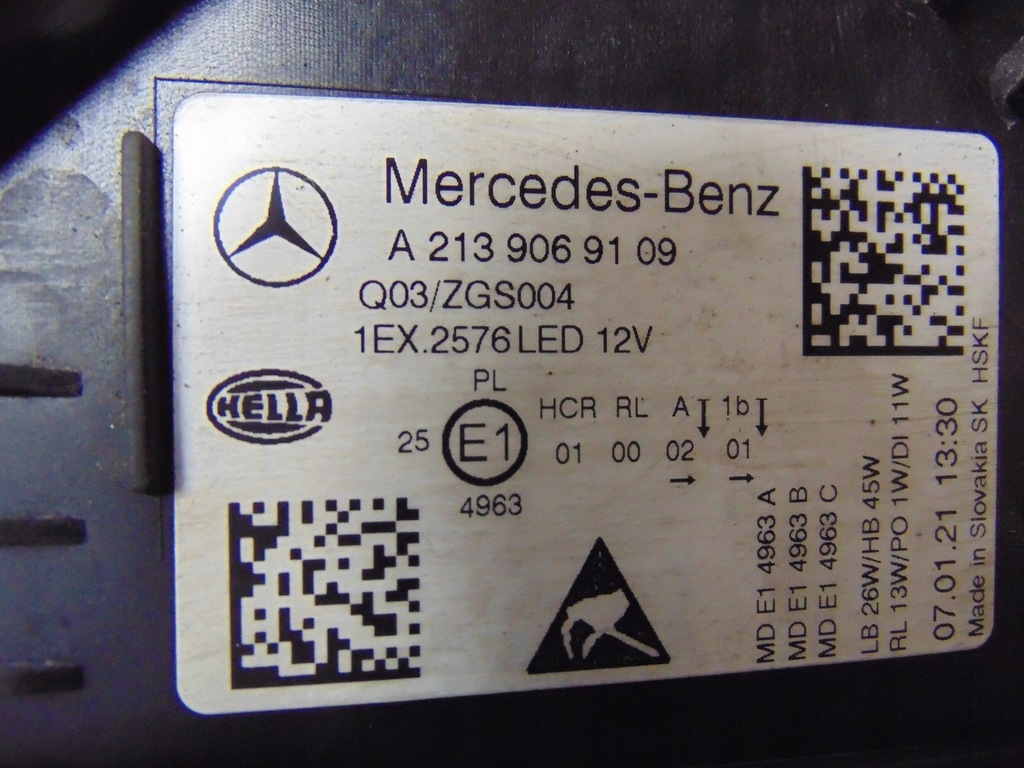 Mercedes-Benz
A 213 906 91 09
Q03/ZGS004
1EX.2576 LED 12V
HELLA
PL
25 E1 HCR RL A↓ 1b↓
01 00 02 01
→ →
4963
MD E1 4963 A
MD E1 4963 B
MD E1 4963 C
LB 26W/HB 45W
RL 13W/PO 1W/DI 11W
07.01.21 13:30
Made in Slovakia SK HSKF